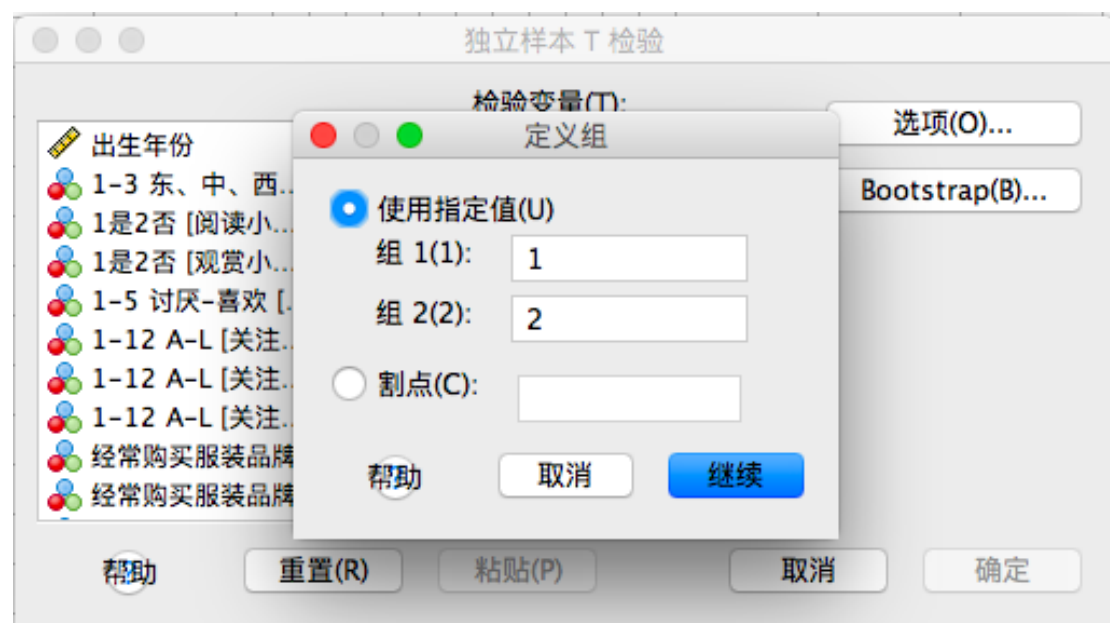 独立样本 T 检验
检验变量(T):
选项(O)...
Bootstrap(B)...
出生年份
1-3 东、中、西..
1是2否 [阅读小...
1是2否 [观赏小...
1-5 讨厌-喜欢 [.
1-12 A-L [关注..
1-12 A-L [关注..
1-12 A-L [关注..
经常购买服装品牌
经常购买服装品牌
定义组
使用指定值(U)
组 1(1): 1
组 2(2): 2
割点(C):
帮助 取消 继续
帮助 重置(R) 粘贴(P) 取消 确定